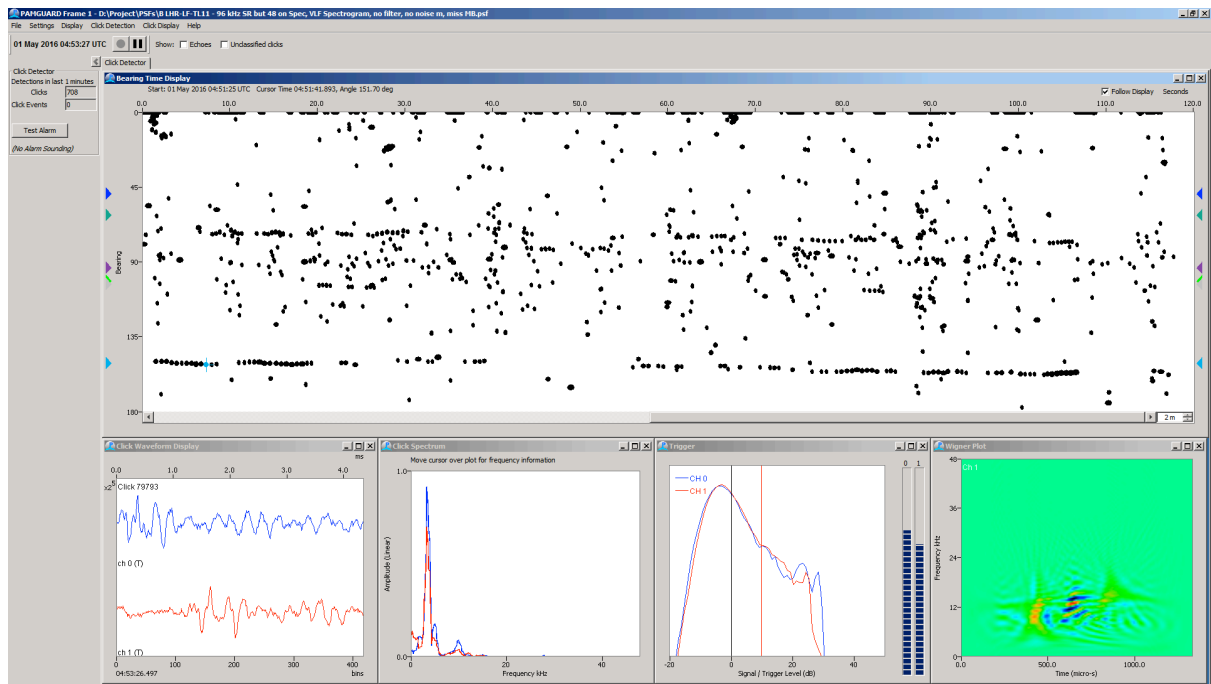 PAMGUARD Frame 1 - D:\Project\PSFs\B LHR-LF-TL11 - 96 kHz SR but 48 on Spec, VLF Spectrogram, no filter, no noise m, miss MB.psf
File Settings Display Click Detection Click Display Help
01 May 2016 04:53:27 UTC Show: Echoes Unclassified clicks
Click Detector
Click Detector
Detections in last 1 minutes
Clicks 708
Click Events 0
Test Alarm
(No Alarm Sounding)
Bearing Time Display
Start: 01 May 2016 04:51:25 UTC Cursor Time 04:51:41.893, Angle 151.70 deg
Follow Display Seconds
0.0 10.0 20.0 30.0 40.0 50.0 60.0 70.0 80.0 90.0 100.0 110.0 120.0
0
45
90
135
180
Bearing
2 m
Click Waveform Display
ms
0.0 1.0 2.0 3.0 4.0
x2^5
Click 79793
ch 0 (T)
ch 1 (T)
0 100 200 300 400
04:53:26.497 bins
Click Spectrum
Move cursor over plot for frequency information
1.0
Amplitude (Linear)
0.0
0 20 40
Frequency kHz
Trigger
CH 0
CH 1
0 1
-20 0 20 40
Signal / Trigger Level (dB)
Wigner Plot
Ch 1
48
36
24
12
0
Frequency kHz
0.0 500.0 1000.0
Time (micro-s)